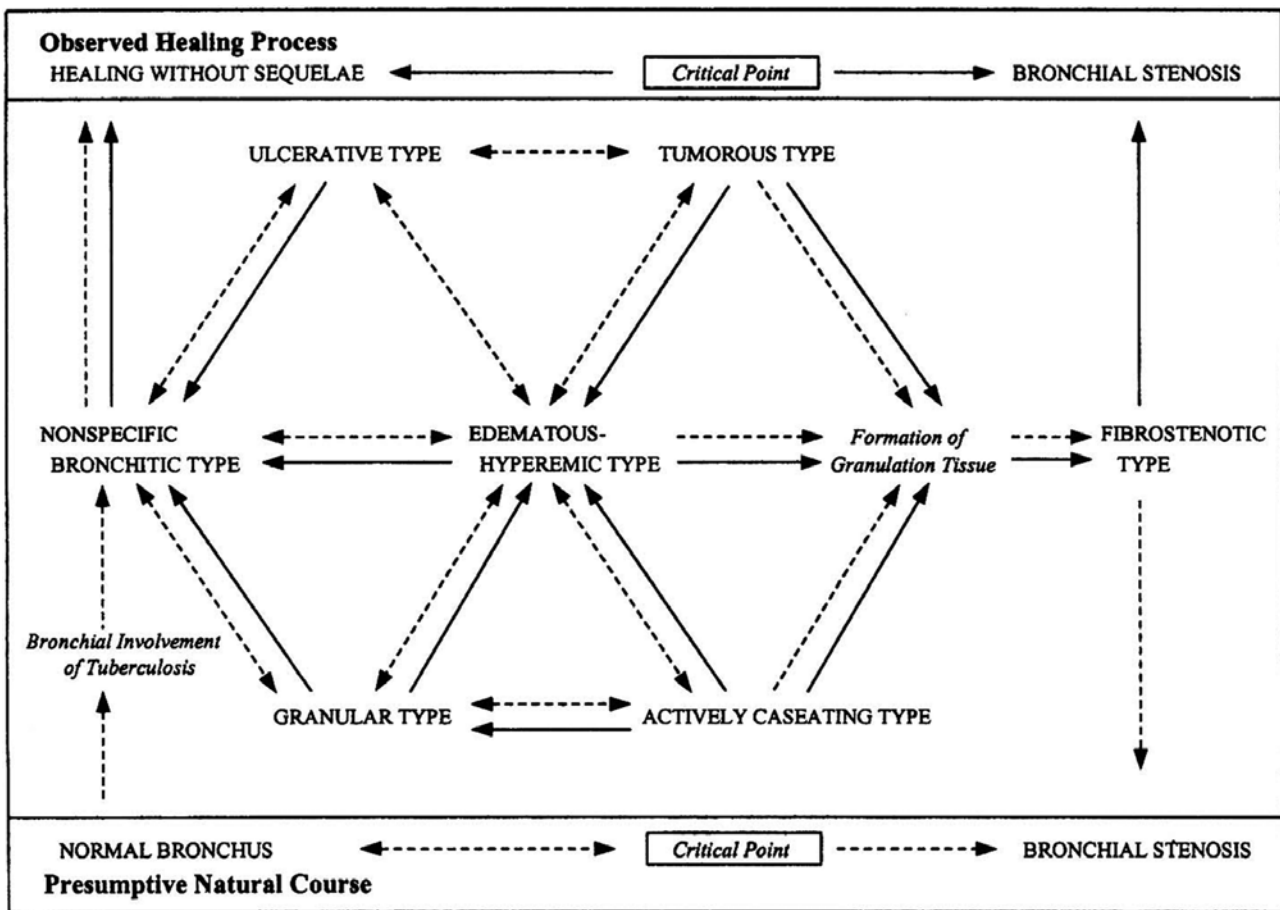 Observed Healing Process
HEALING WITHOUT SEQUELAE
Critical Point
BRONCHIAL STENOSIS
ULCERATIVE TYPE
TUMOROUS TYPE
NONSPECIFIC
BRONCHITIC TYPE
EDEMATOUS-
HYPEREMIC TYPE
Formation of
Granulation Tissue
FIBROSTENOTIC
TYPE
Bronchial Involvement
of Tuberculosis
GRANULAR TYPE
ACTIVELY CASEATING TYPE
NORMAL BRONCHUS
Critical Point
BRONCHIAL STENOSIS
Presumptive Natural Course